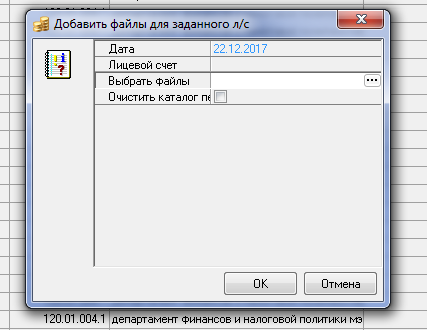 Добавить файлы для заданного л/с
Дата 22.12.2017
Лицевой счет
Выбрать файлы ...
Очистить каталог пе
OK Отмена
120.01.004.1 департамент финансов и налоговой политики мэ